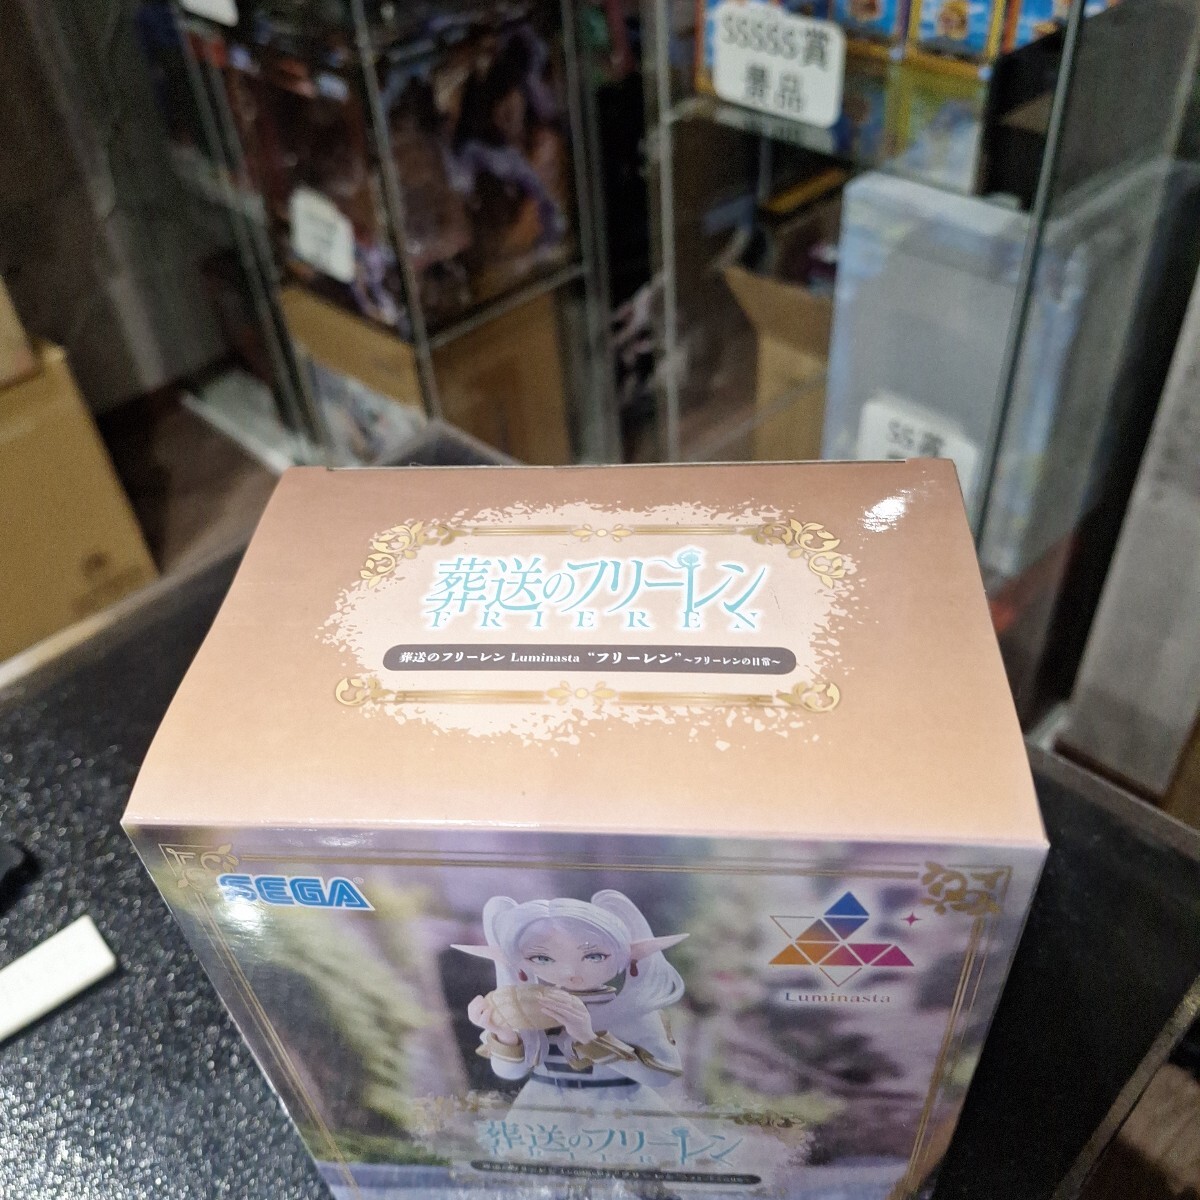 SSSSS賞
景品
SS賞
葬送のフリーレン
FRIEREN
葬送のフリーレン Luminasta “フリーレン” ～フリーレンの日常～
SEGA
Luminasta
葬送のフリーレン
FRIEREN